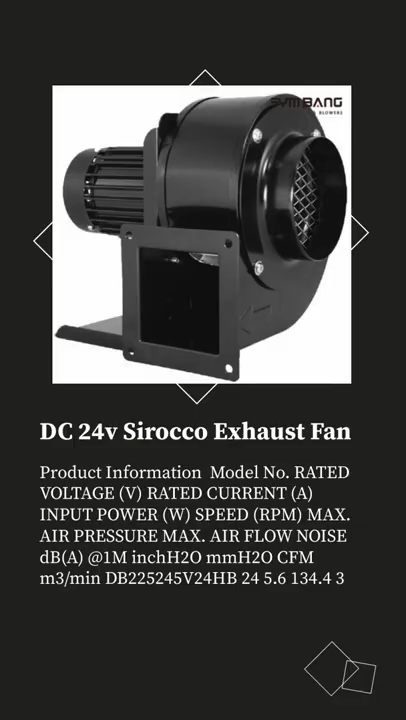 SYMBANG
BLOWERS
DC 24v Sirocco Exhaust Fan
Product Information Model No. RATED
VOLTAGE (V) RATED CURRENT (A)
INPUT POWER (W) SPEED (RPM) MAX.
AIR PRESSURE MAX. AIR FLOW NOISE
dB(A) @1M inchH2O mmH2O CFM
m3/min DB225245V24HB 24 5.6 134.4 3